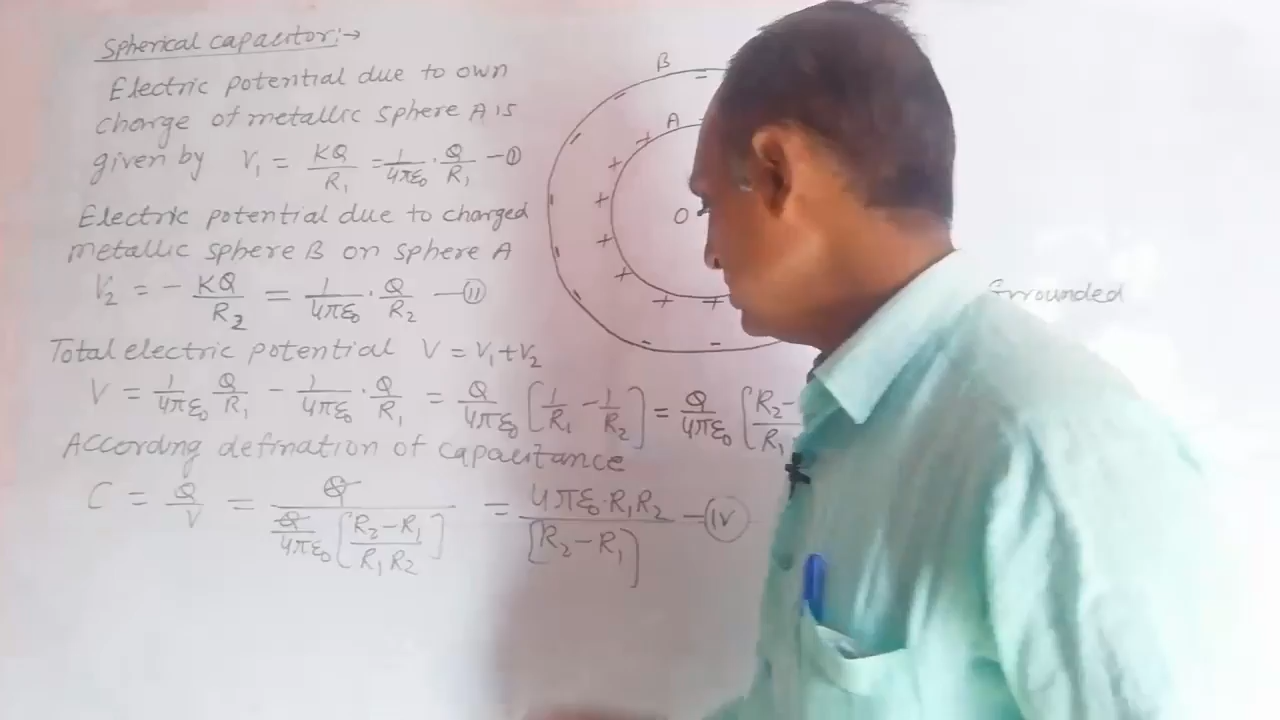 Spherical capacitor:→
Electric potential due to own
charge of metallic sphere A is
given by V₁ = KQ/R₁ = 1/4πε₀ · Q/R₁ —①
Electric potential due to charged
metallic sphere B on sphere A
V₂ = - KQ/R₂ = 1/4πε₀ · Q/R₂ —(II)
Total electric potential V = V₁+V₂
V = 1/4πε₀ Q/R₁ - 1/4πε₀ · Q/R₁ = Q/4πε₀ [1/R₁ - 1/R₂] = Q/4πε₀ [R₂-/R₁
According defination of capacitance
C = Q/V = Q / Q/4πε₀ [R₂-R₁/R₁R₂] = 4πε₀·R₁R₂/[R₂-R₁] —(IV)
B
A
O
Grrounded